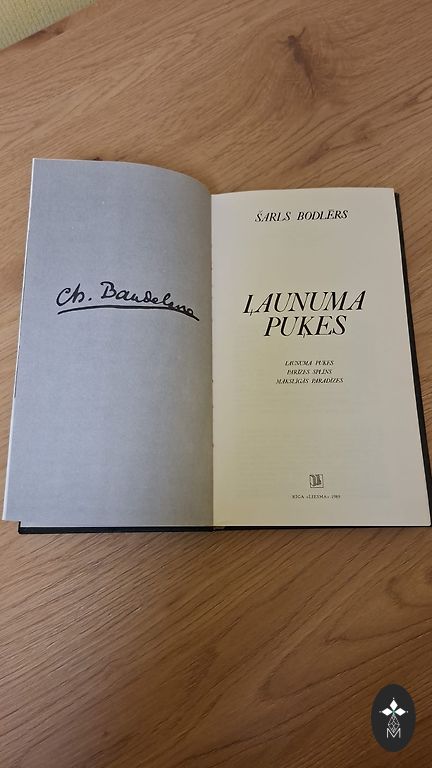 Ch. Baudelaire
ŠARLS BODLĒRS
ĻAUNUMA
PUĶES
ĻAUNUMA PUĶES
PARĪZES SPLĪNS
MĀKSLĪGĀS PARADĪZES
RĪGA «LIESMA» 1989
M